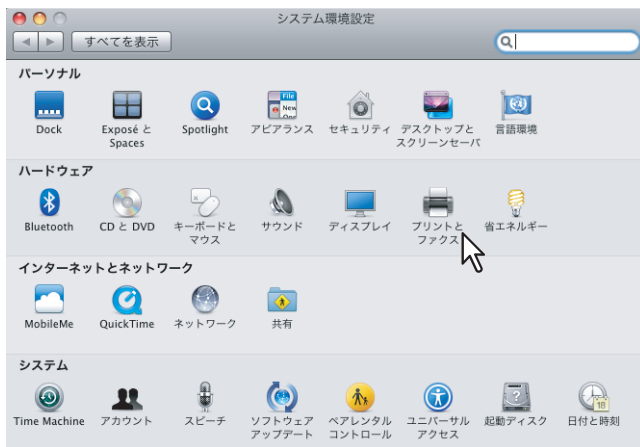 システム環境設定
すべてを表示
パーソナル
Dock
Exposé と
Spaces
Spotlight
アピアランス
セキュリティ
デスクトップと
スクリーンセーバ
言語環境
ハードウェア
Bluetooth
CD と DVD
キーボードと
マウス
サウンド
ディスプレイ
プリントと
ファクス
省エネルギー
インターネットとネットワーク
MobileMe
QuickTime
ネットワーク
共有
システム
Time Machine
アカウント
スピーチ
ソフトウェア
アップデート
ペアレンタル
コントロール
ユニバーサル
アクセス
起動ディスク
日付と時刻